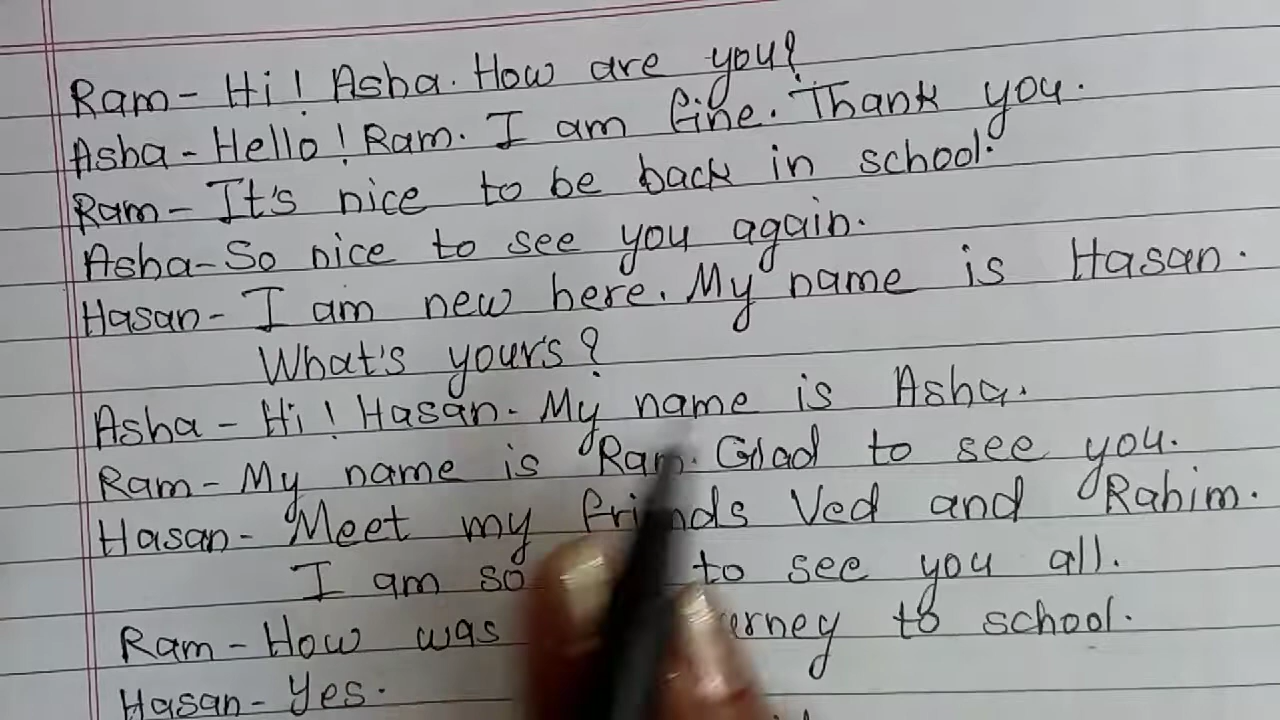 Ram- Hi! Asha. How are you?
Asha- Hello! Ram. I am fine. Thank you.
Ram- It's nice to be back in school.
Asha- So nice to see you again.
Hasan- I am new here. My name is Hasan.
What's yours?
Asha- Hi! Hasan. My name is Asha.
Ram- My name is Ram. Glad to see you.
Hasan- Meet my friends Ved and Rahim.
I am so to see you all.
Ram- How was to school.
Hasan- Yes.